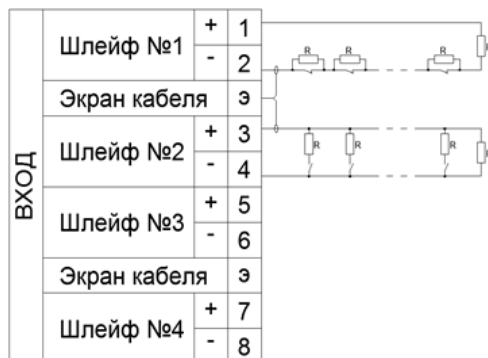 ВХОД
Шлейф №1 + 1
- 2
Экран кабеля э
Шлейф №2 + 3
- 4
Шлейф №3 + 5
- 6
Экран кабеля э
Шлейф №4 + 7
- 8
R R R R
R R R R